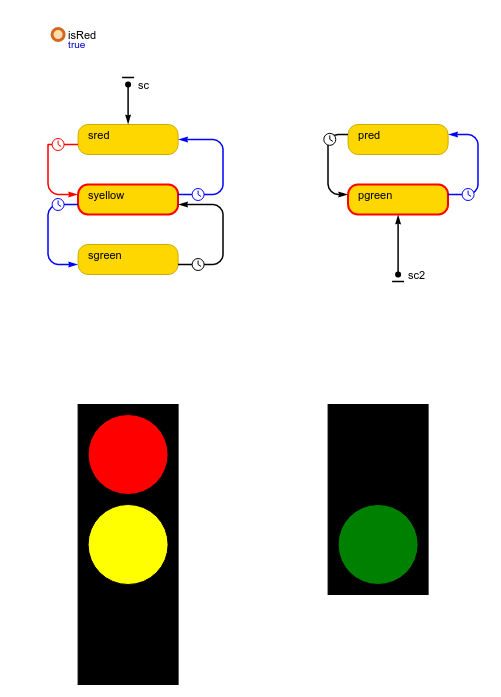 isRed
true
sc
sred
pred
syellow
pgreen
sgreen
sc2